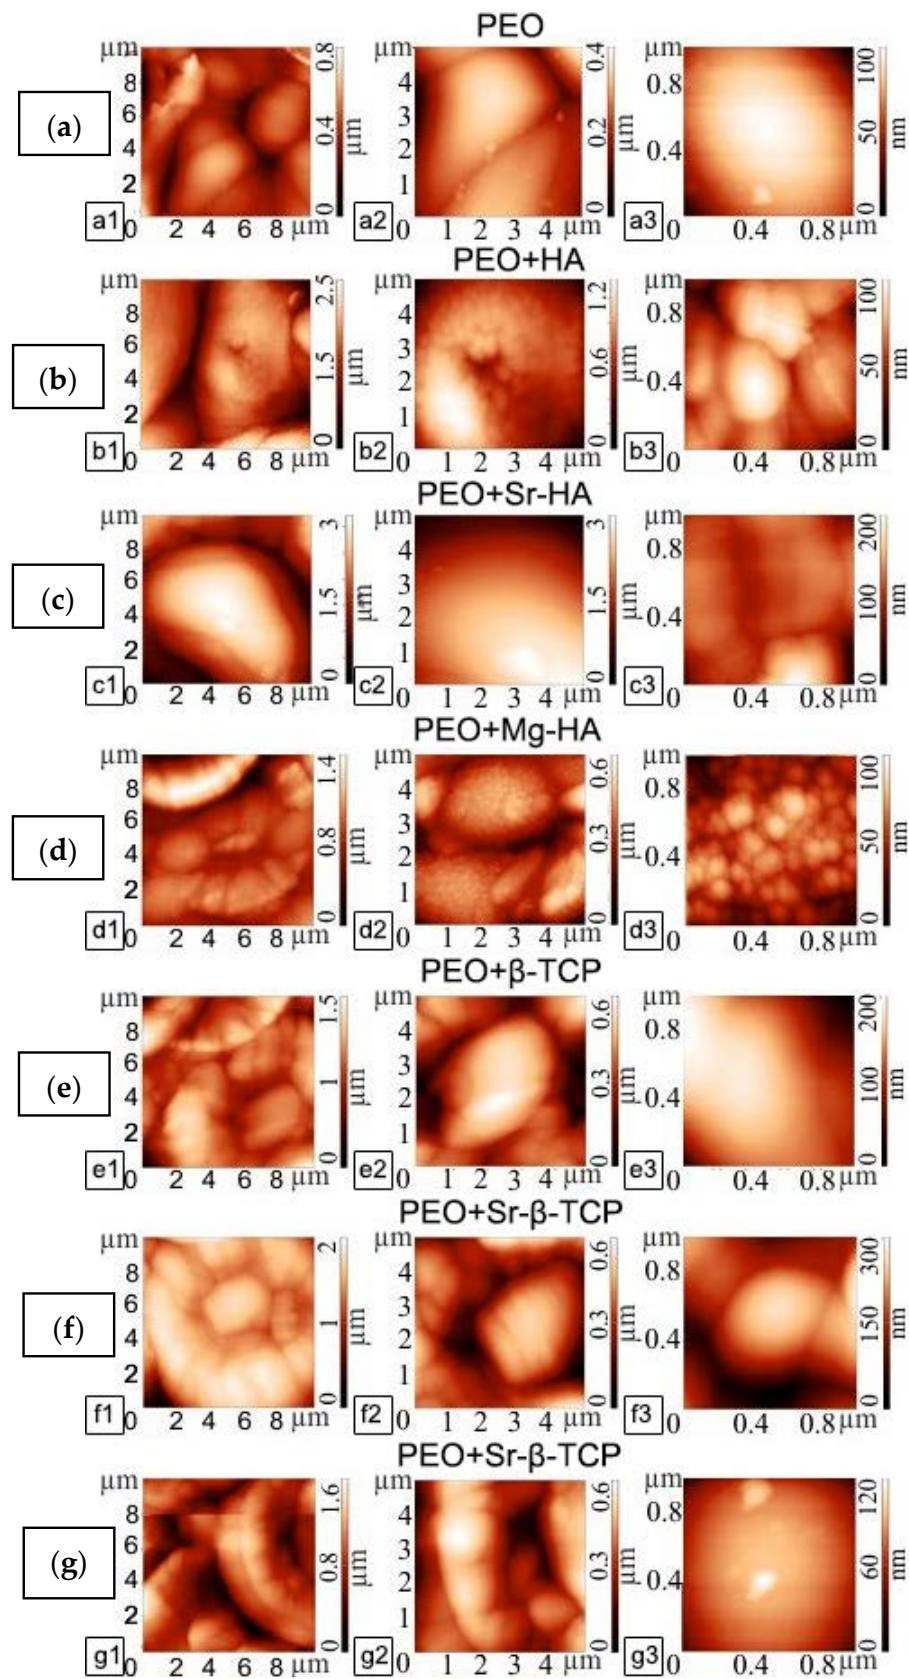 PEO
(a)
a1
μm
8
6
4
2
0
2 4 6 8 μm
0 0.4 0.8
μm
a2
4
3
2
1
0
1 2 3 4 μm
0 0.2 0.4
μm
a3
μm
0.8
0.4
0
0.4 0.8 μm
0 50 100
nm
PEO+HA
(b)
b1
μm
8
6
4
2
0
2 4 6 8 μm
0 1.5 2.5
μm
b2
μm
4
3
2
1
0
1 2 3 4 μm
0 0.6 1.2
μm
b3
μm
0.8
0.4
0
0.4 0.8 μm
0 50 100
nm
PEO+Sr-HA
(c)
c1
μm
8
6
4
2
0
2 4 6 8 μm
0 1.5 3
μm
c2
μm
4
3
2
1
0
1 2 3 4 μm
0 1.5 3
μm
c3
μm
0.8
0.4
0
0.4 0.8 μm
0 100 200
nm
PEO+Mg-HA
(d)
d1
μm
8
6
4
2
0
2 4 6 8 μm
0 0.8 1.4
μm
d2
μm
4
3
2
1
0
1 2 3 4 μm
0 0.3 0.6
μm
d3
μm
0.8
0.4
0
0.4 0.8 μm
0 50 100
nm
PEO+β-TCP
(e)
e1
μm
8
6
4
2
0
2 4 6 8 μm
0 1 1.5
μm
e2
μm
4
3
2
1
0
1 2 3 4 μm
0 0.3 0.6
μm
e3
μm
0.8
0.4
0
0.4 0.8 μm
0 100 200
nm
PEO+Sr-β-TCP
(f)
f1
μm
8
6
4
2
0
2 4 6 8 μm
0 1 2
μm
f2
μm
4
3
2
1
0
1 2 3 4 μm
0 0.3 0.6
μm
f3
μm
0.8
0.4
0
0.4 0.8 μm
0 150 300
nm
PEO+Sr-β-TCP
(g)
g1
μm
8
6
4
2
0
2 4 6 8 μm
0 0.8 1.6
μm
g2
μm
4
3
2
1
0
1 2 3 4 μm
0 0.3 0.6
μm
g3
μm
0.8
0.4
0
0.4 0.8 μm
0 60 120
nm